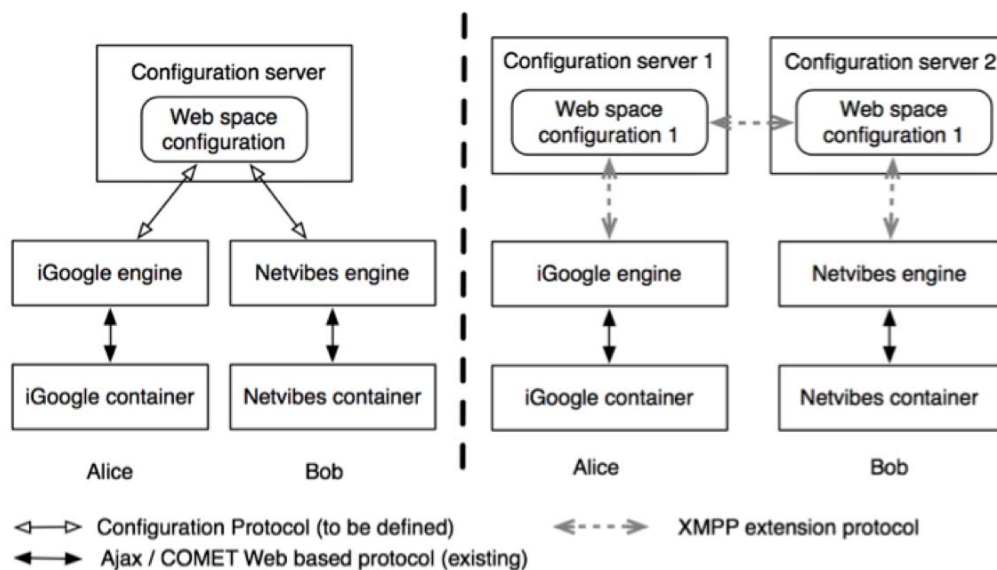 Configuration server
Web space
configuration
iGoogle engine
Netvibes engine
iGoogle container
Netvibes container
Alice
Bob
Configuration server 1
Web space
configuration 1
Configuration server 2
Web space
configuration 1
iGoogle engine
Netvibes engine
iGoogle container
Netvibes container
Alice
Bob
Configuration Protocol (to be defined)
XMPP extension protocol
Ajax / COMET Web based protocol (existing)